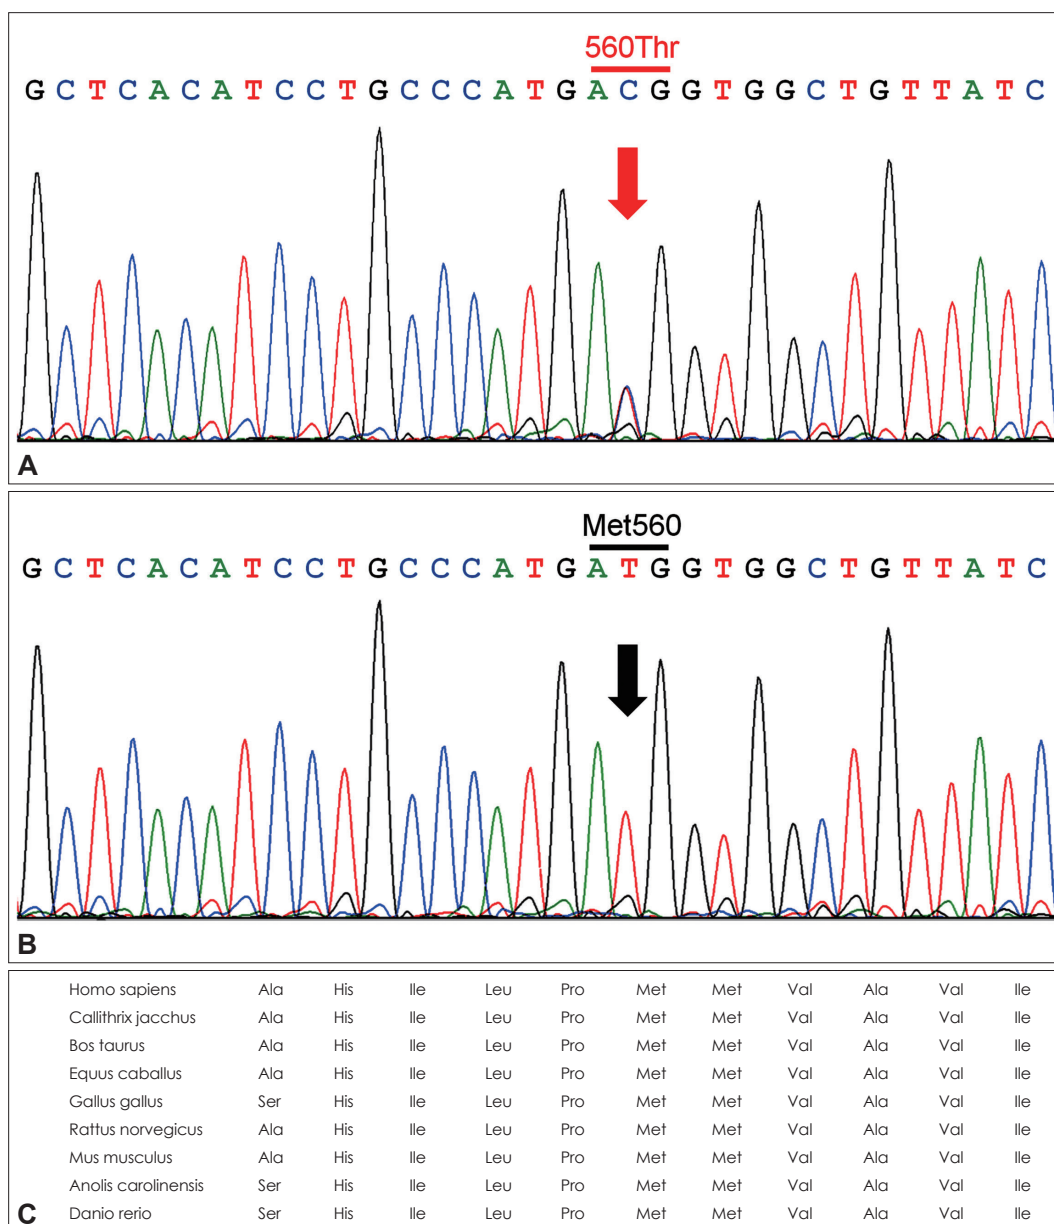 560Thr
G C T C A C A T C C T G C C C A T G A C G G T G G C T G T T A T C
A
Met560
G C T C A C A T C C T G C C C A T G A T G G T G G C T G T T A T C
B
Homo sapiens Ala His Ile Leu Pro Met Met Val Ala Val Ile
Callithrix jacchus Ala His Ile Leu Pro Met Met Val Ala Val Ile
Bos taurus Ala His Ile Leu Pro Met Met Val Ala Val Ile
Equus caballus Ala His Ile Leu Pro Met Met Val Ala Val Ile
Gallus gallus Ser His Ile Leu Pro Met Met Val Ala Val Ile
Rattus norvegicus Ala His Ile Leu Pro Met Met Val Ala Val Ile
Mus musculus Ala His Ile Leu Pro Met Met Val Ala Val Ile
Anolis carolinensis Ser His Ile Leu Pro Met Met Val Ala Val Ile
C Danio rerio Ser His Ile Leu Pro Met Met Val Ala Val Ile